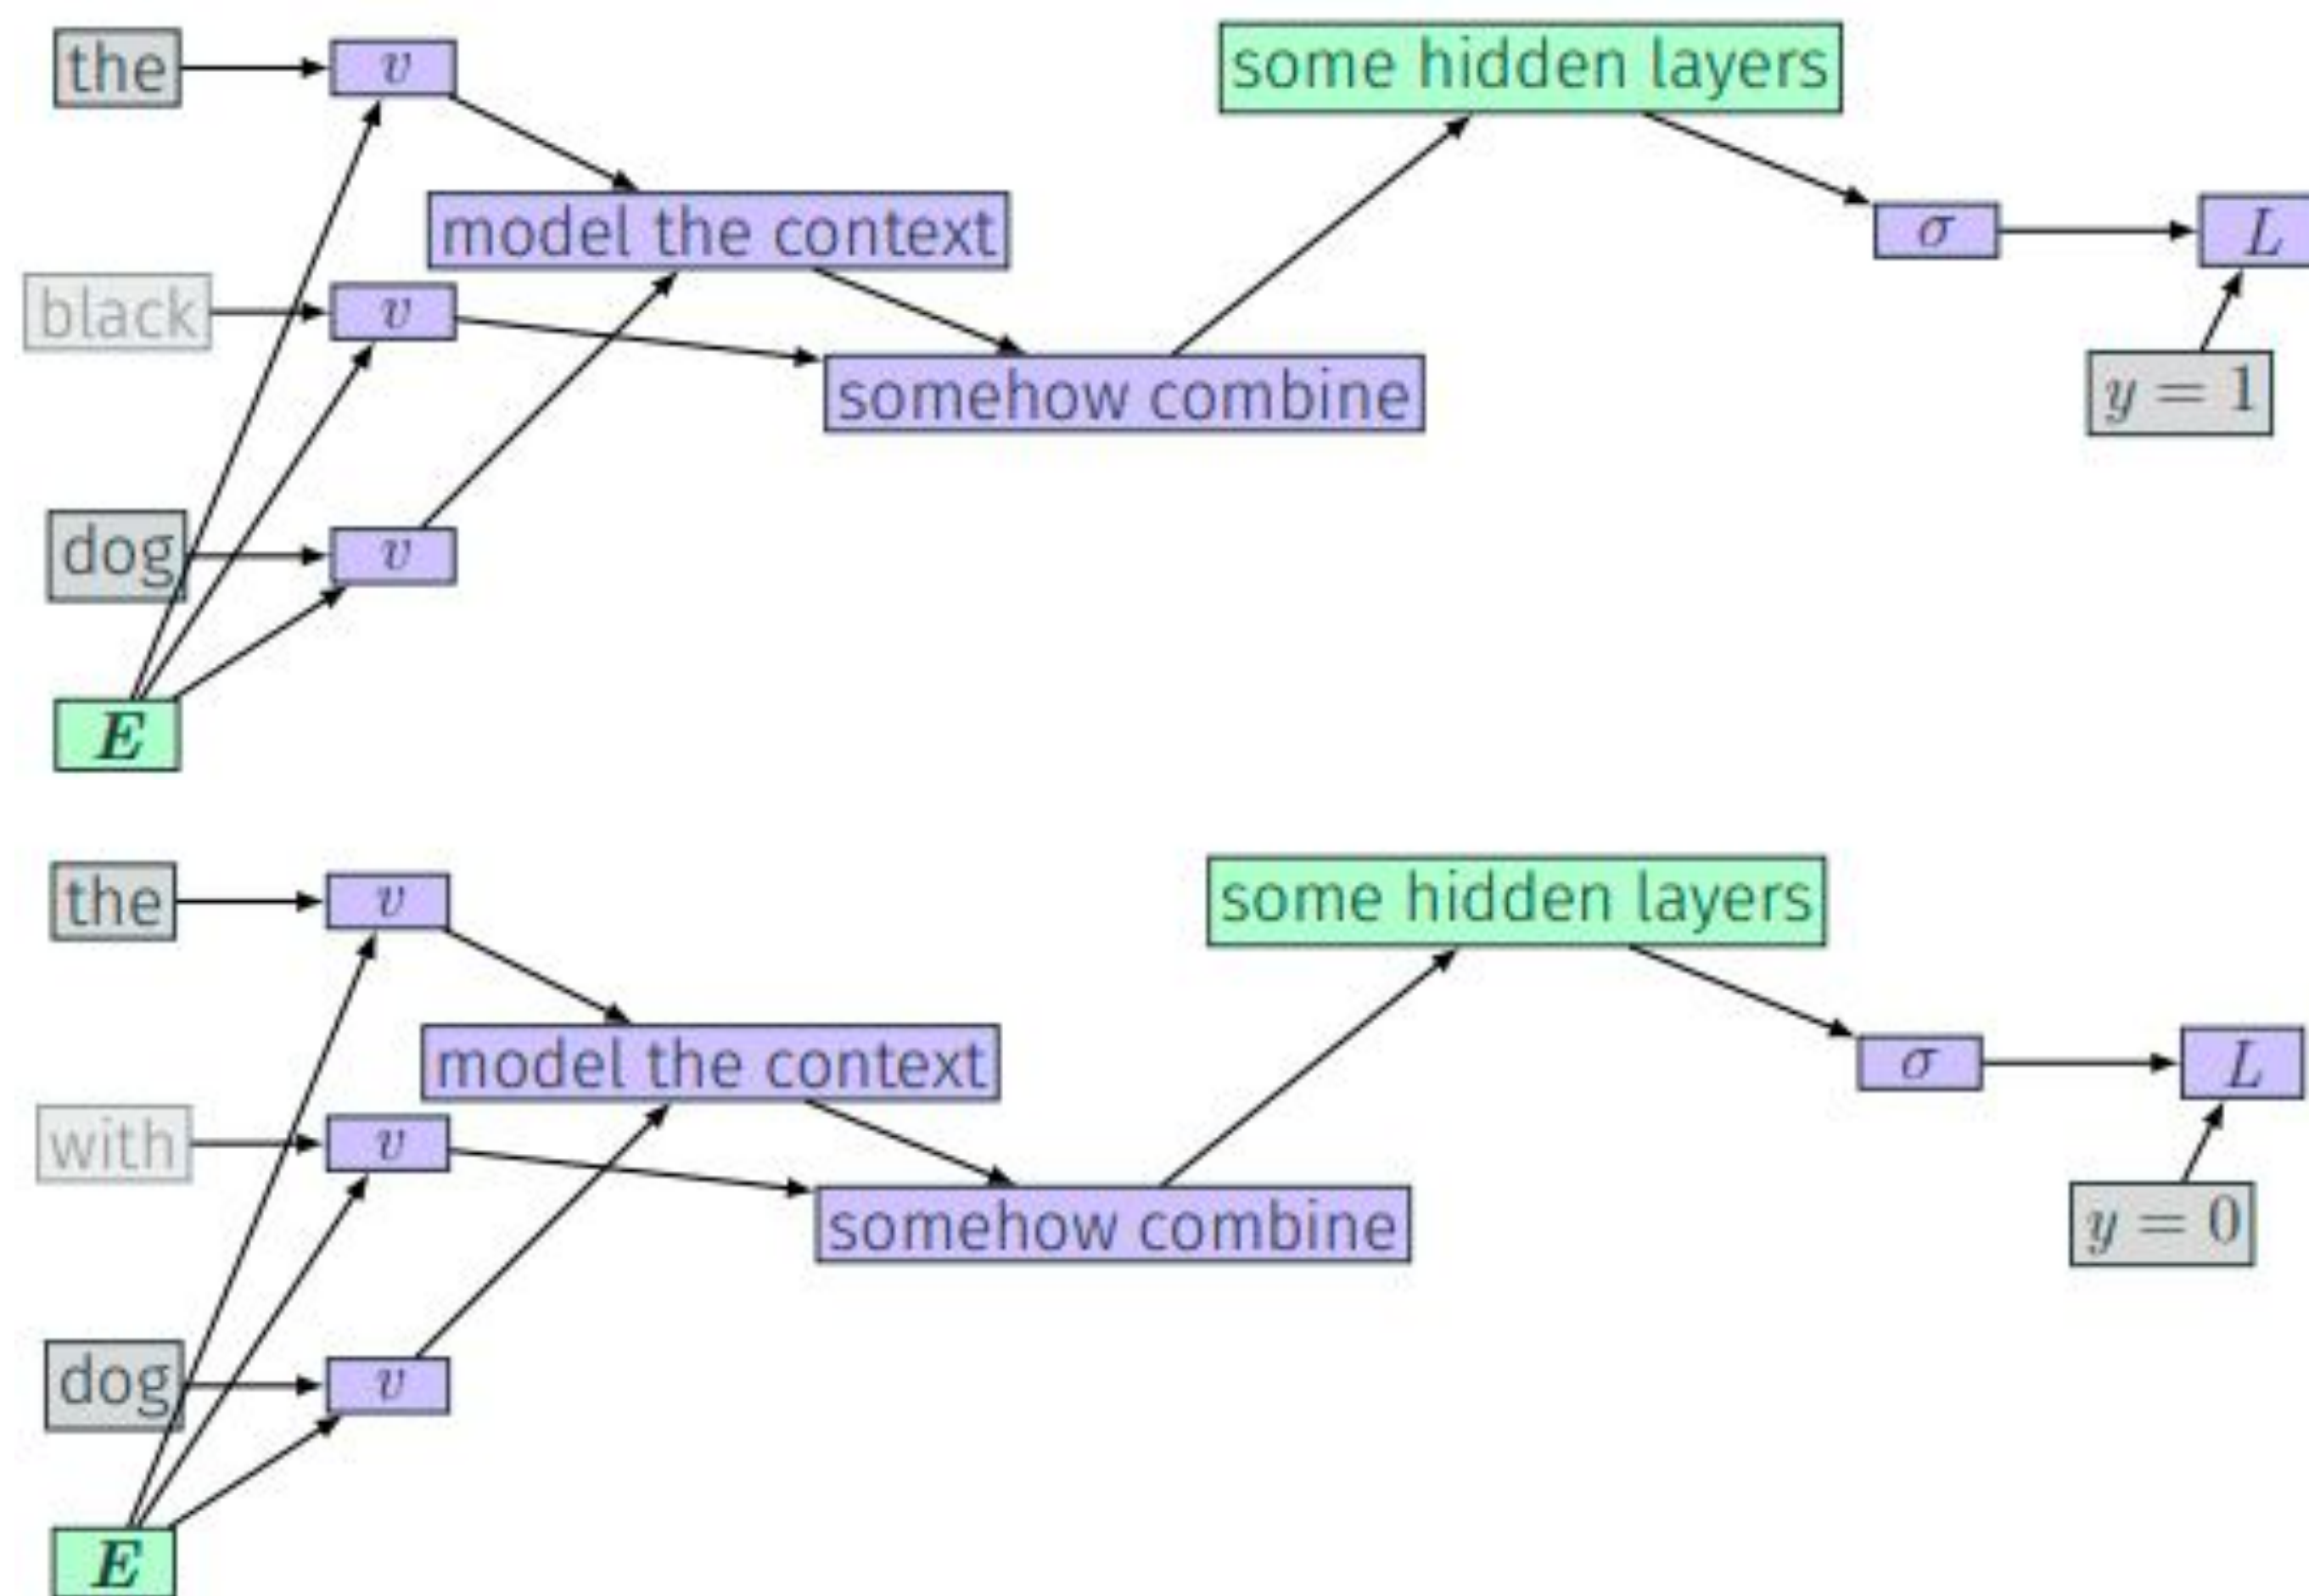 the
v
some hidden layers
model the context
σ
L
black
v
somehow combine
y = 1
dog
v
E
the
v
some hidden layers
model the context
σ
L
with
v
somehow combine
y = 0
dog
v
E